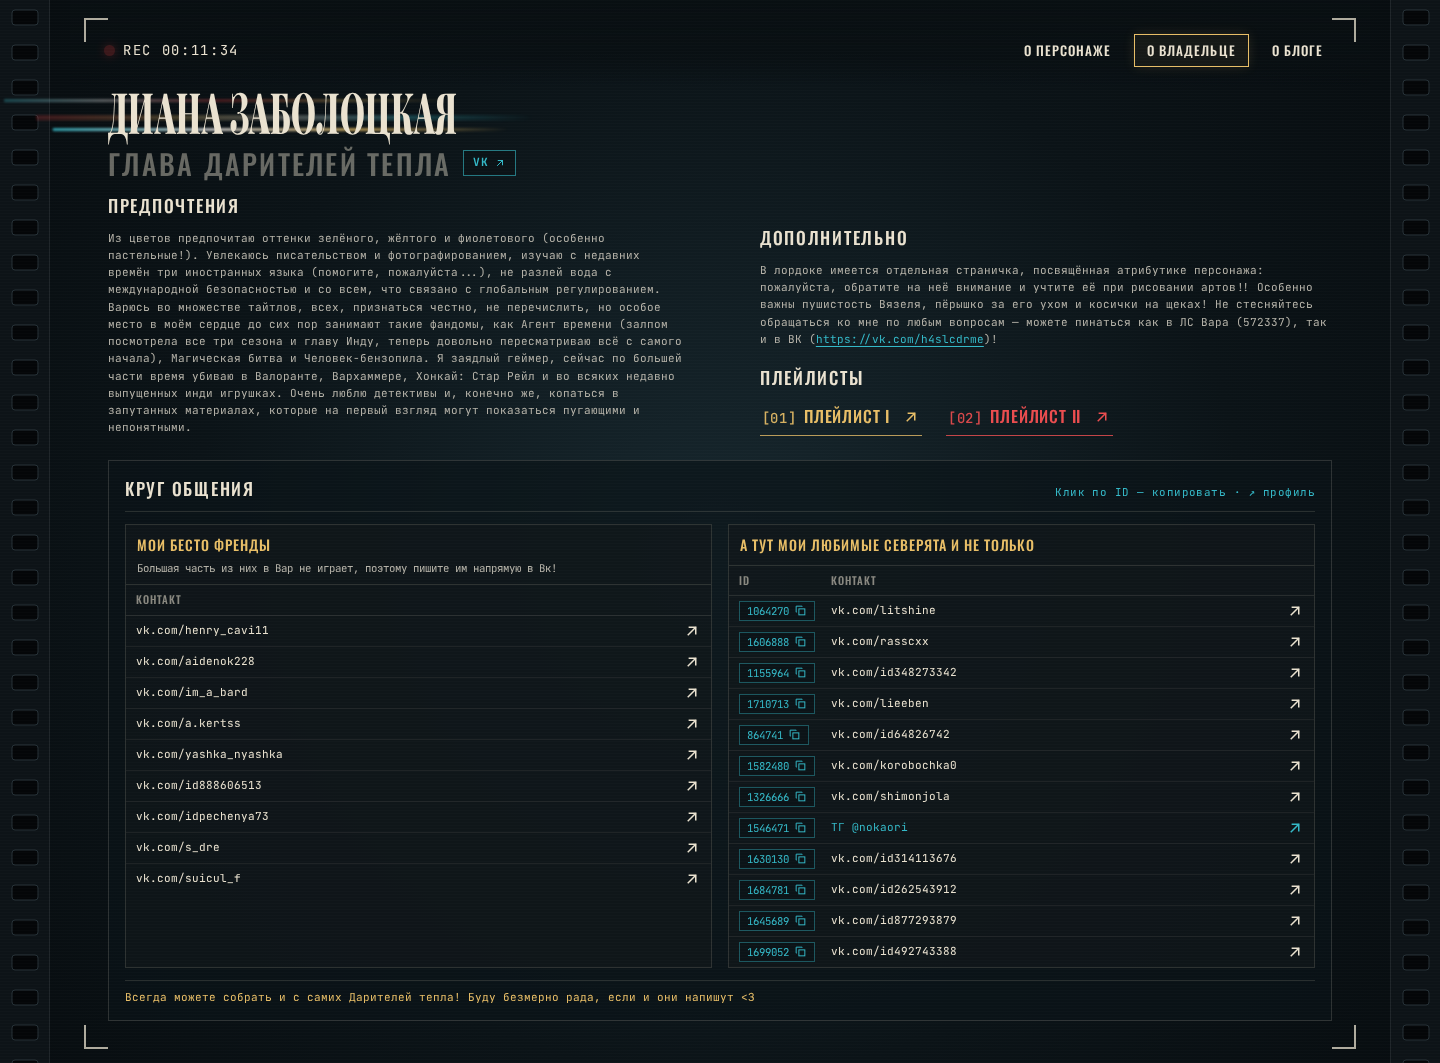 REC 00:11:34
О ПЕРСОНАЖЕ
О ВЛАДЕЛЬЦЕ
О БЛОГЕ
ДИАНА ЗАБОЛОЦКАЯ
ГЛАВА ДАРИТЕЛЕЙ ТЕПЛА
VK ↗
ПРЕДПОЧТЕНИЯ
Из цветов предпочитаю оттенки зелёного, жёлтого и фиолетового (особенно
пастельные!). Увлекаюсь писательством и фотографированием, изучаю с недавних
времён три иностранных языка (помогите, пожалуйста...), не разлей вода с
международной безопасностью и со всем, что связано с глобальным регулированием.
Варюсь во множестве тайтлов, всех, признаться честно, не перечислить, но особое
место в моём сердце до сих пор занимают такие фандомы, как Агент времени (залпом
посмотрела все три сезона и главу Инду, теперь довольно пересматриваю всё с самого
начала), Магическая битва и Человек-бензопила. Я заядлый геймер, сейчас по большей
части время убиваю в Валоранте, Вархаммере, Хонкай: Стар Рейл и во всяких недавно
выпущенных инди игрушках. Очень люблю детективы и, конечно же, копаться в
запутанных материалах, которые на первый взгляд могут показаться пугающими и
непонятными.
ДОПОЛНИТЕЛЬНО
В лордоке имеется отдельная страничка, посвящённая атрибутике персонажа:
пожалуйста, обратите на неё внимание и учтите её при рисовании артов!! Особенно
важны пушистость Вязеля, пёрышко за его ухом и косички на щеках! Не стесняйтесь
обращаться ко мне по любым вопросам — можете пинаться как в ЛС Вара (572337), так
и в ВК (https://vk.com/h4slcdrme)!
ПЛЕЙЛИСТЫ
[01] ПЛЕЙЛИСТ I ↗
[02] ПЛЕЙЛИСТ II ↗
КРУГ ОБЩЕНИЯ
Клик по ID — копировать · ↗ профиль
МОИ БЕСТО ФРЕНДЫ
Большая часть из них в Вар не играет, поэтому пишите им напрямую в Вк!
КОНТАКТ
vk.com/henry_cavi11
vk.com/aidenok228
vk.com/im_a_bard
vk.com/a.kertss
vk.com/yashka_nyashka
vk.com/id888606513
vk.com/idpechenya73
vk.com/s_dre
vk.com/suicul_f
А ТУТ МОИ ЛЮБИМЫЕ СЕВЕРЯТА И НЕ ТОЛЬКО
ID КОНТАКТ
1064270 vk.com/litshine
1606888 vk.com/rasscxx
1155964 vk.com/id348273342
1710713 vk.com/lieeben
864741 vk.com/id64826742
1582480 vk.com/korobochka0
1326666 vk.com/shimonjola
1546471 ТГ @nokaori
1630130 vk.com/id314113676
1684781 vk.com/id262543912
1645689 vk.com/id877293879
1699052 vk.com/id492743388
Всегда можете собрать и с самих Дарителей тепла! Буду безмерно рада, если и они напишут <3